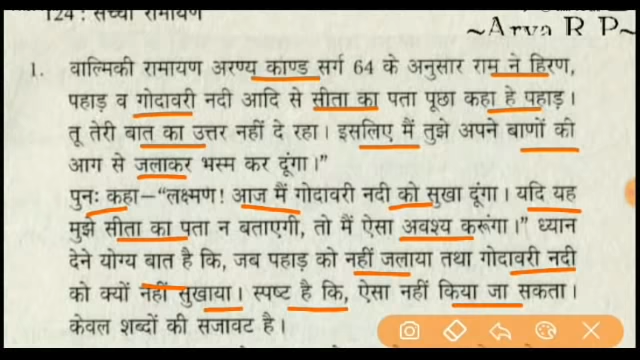 124 : सच्ची रामायण
~Arya R P~
1. वाल्मिकी रामायण अरण्य काण्ड सर्ग 64 के अनुसार राम ने हिरण,
पहाड़ व गोदावरी नदी आदि से सीता का पता पूछा कहा हे पहाड़।
तू तेरी बात का उत्तर नहीं दे रहा। इसलिए मैं तुझे अपने बाणों की
आग से जलाकर भस्म कर दूंगा।”
पुनः कहा–“लक्ष्मण! आज मैं गोदावरी नदी को सुखा दूंगा। यदि यह
मुझे सीता का पता न बताएगी, तो मैं ऐसा अवश्य करूंगा।” ध्यान
देने योग्य बात है कि, जब पहाड़ को नहीं जलाया तथा गोदावरी नदी
को क्यों नहीं सुखाया। स्पष्ट है कि, ऐसा नहीं किया जा सकता।
केवल शब्दों की सजावट है।